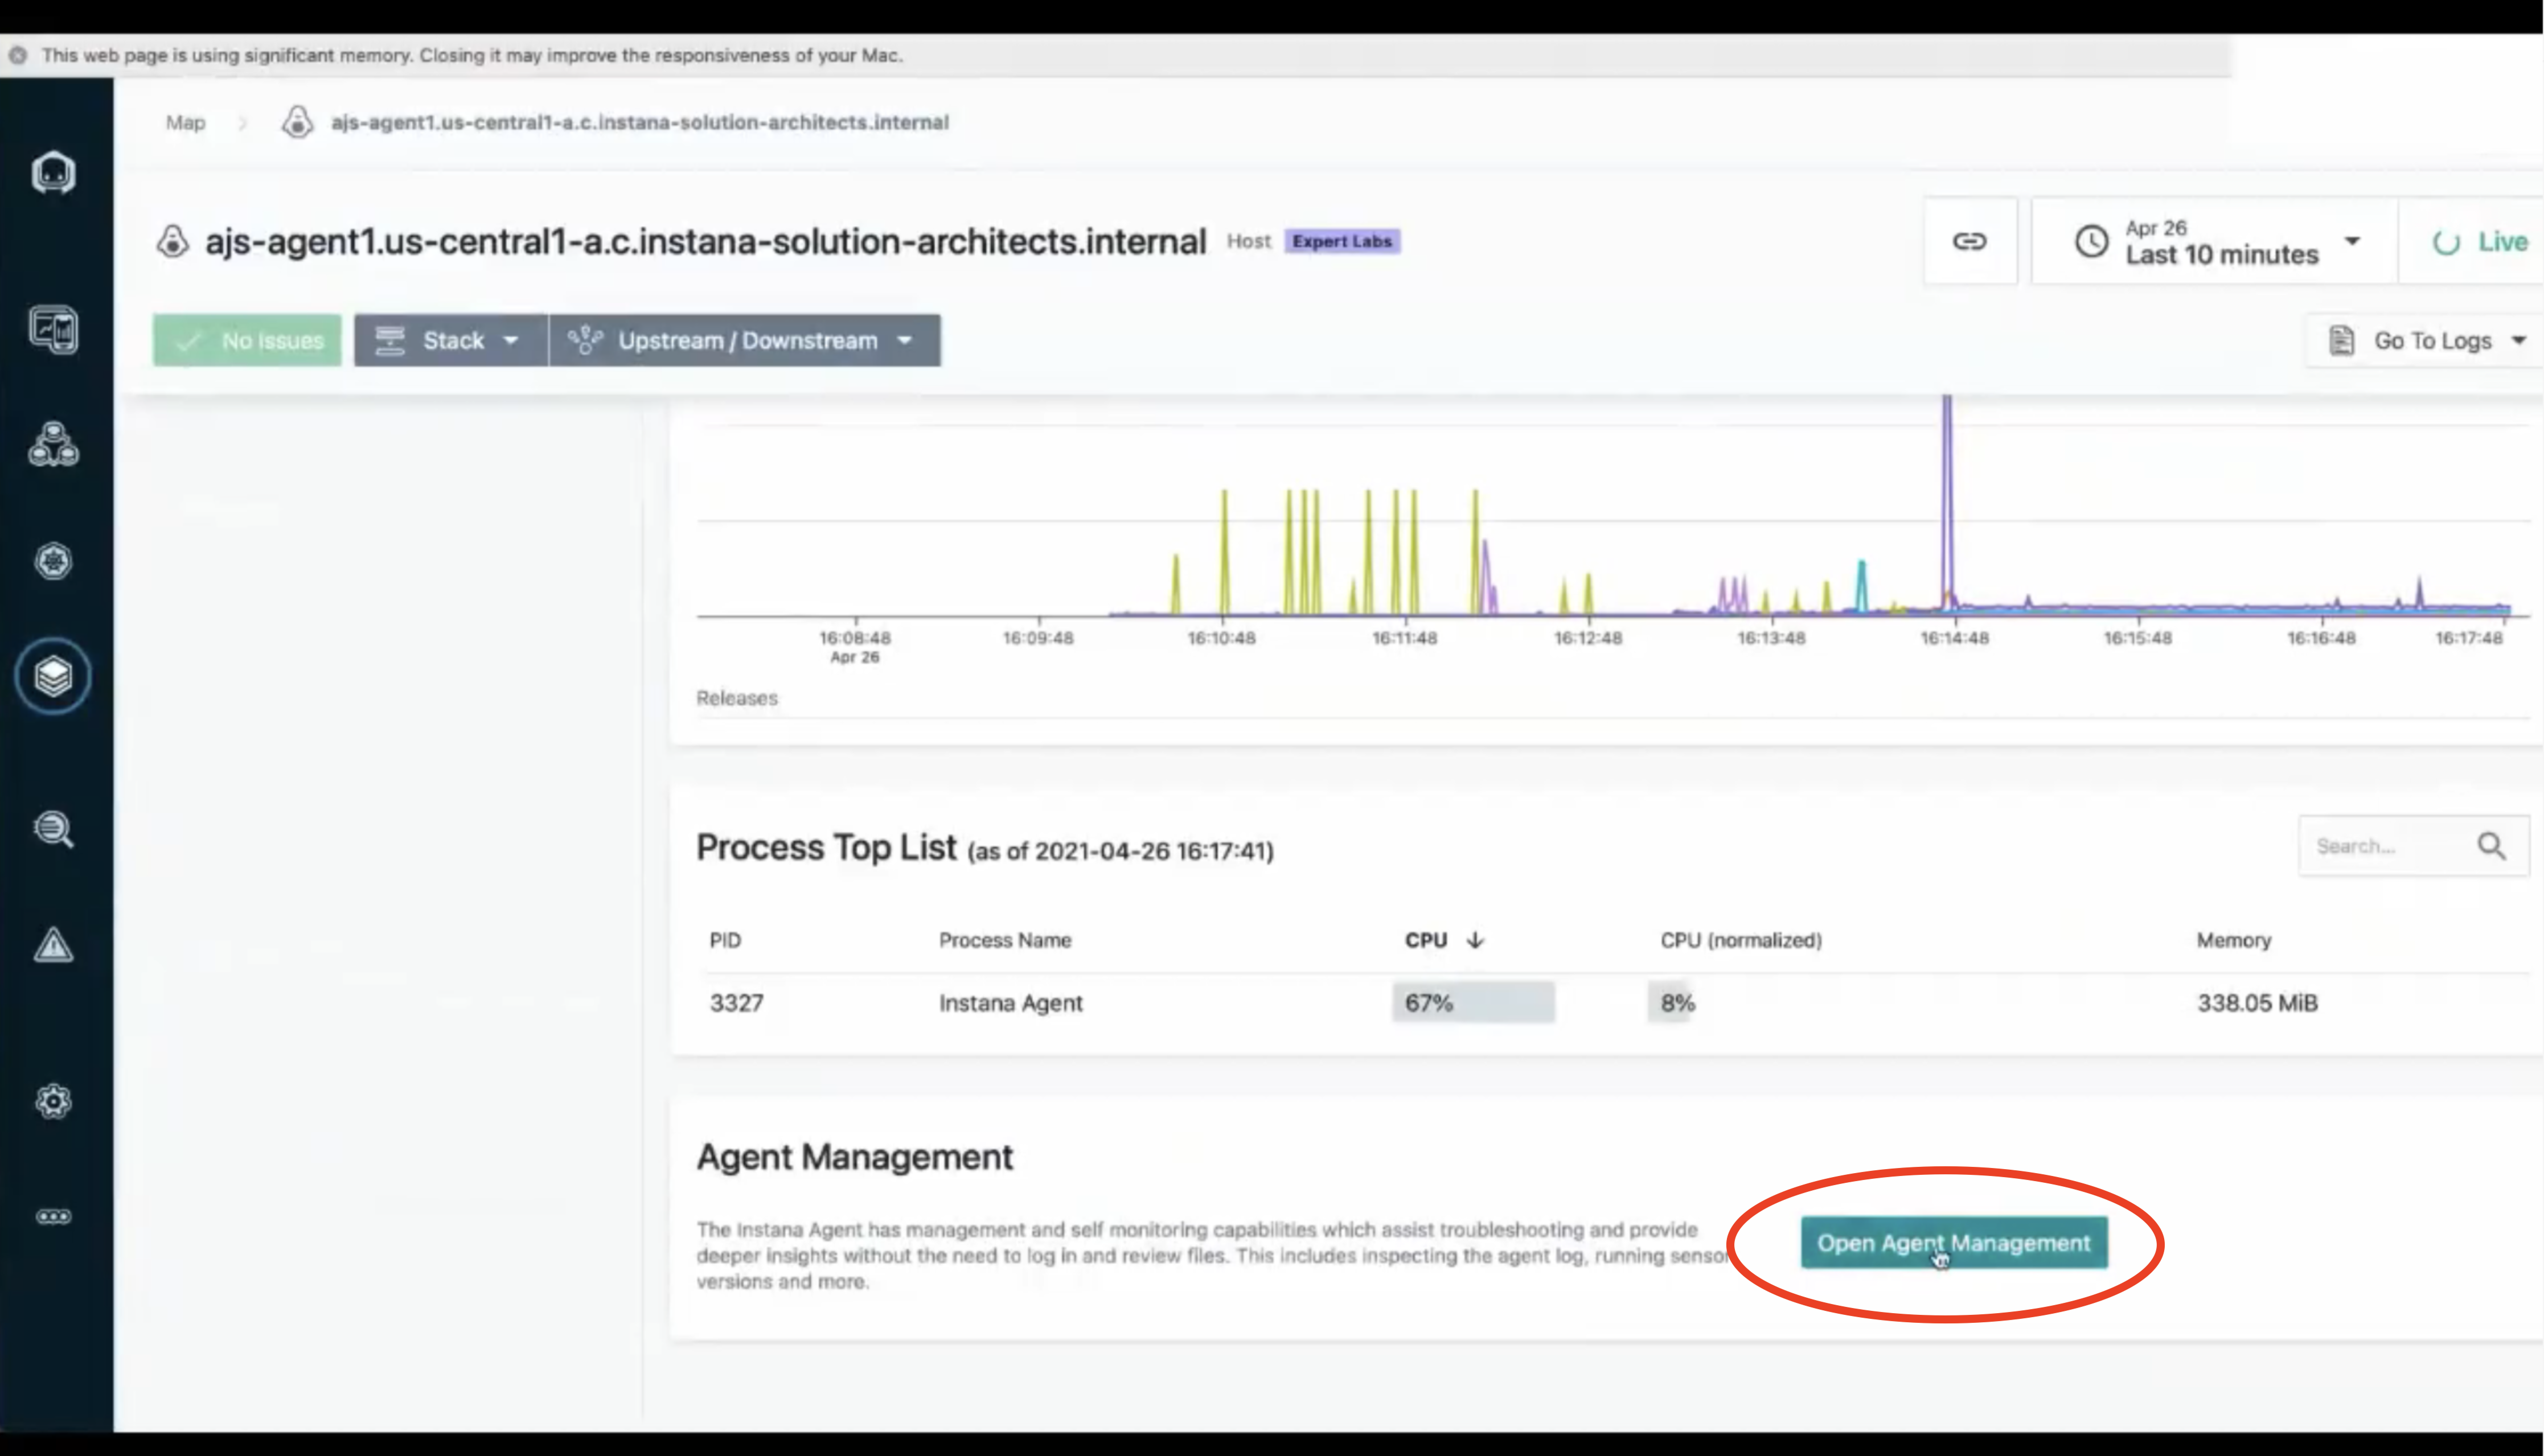 This web page is using significant memory. Closing it may improve the responsiveness of your Mac.
Map > ajs-agent1.us-central1-a.c.instana-solution-architects.internal
ajs-agent1.us-central1-a.c.instana-solution-architects.internal Host Expert Labs
Apr 26
Last 10 minutes
Live
No Issues
Stack
Upstream / Downstream
Go To Logs
16:08:48 16:09:48 16:10:48 16:11:48 16:12:48 16:13:48 16:14:48 16:15:48 16:16:48 16:17:48
Apr 26
Releases
Process Top List (as of 2021-04-26 16:17:41)
Search...
PID Process Name CPU CPU (normalized) Memory
3327 Instana Agent 67% 8% 338.05 MiB
Agent Management
The Instana Agent has management and self monitoring capabilities which assist troubleshooting and provide
deeper insights without the need to log in and review files. This includes inspecting the agent log, running sensor
versions and more.
Open Agent Management